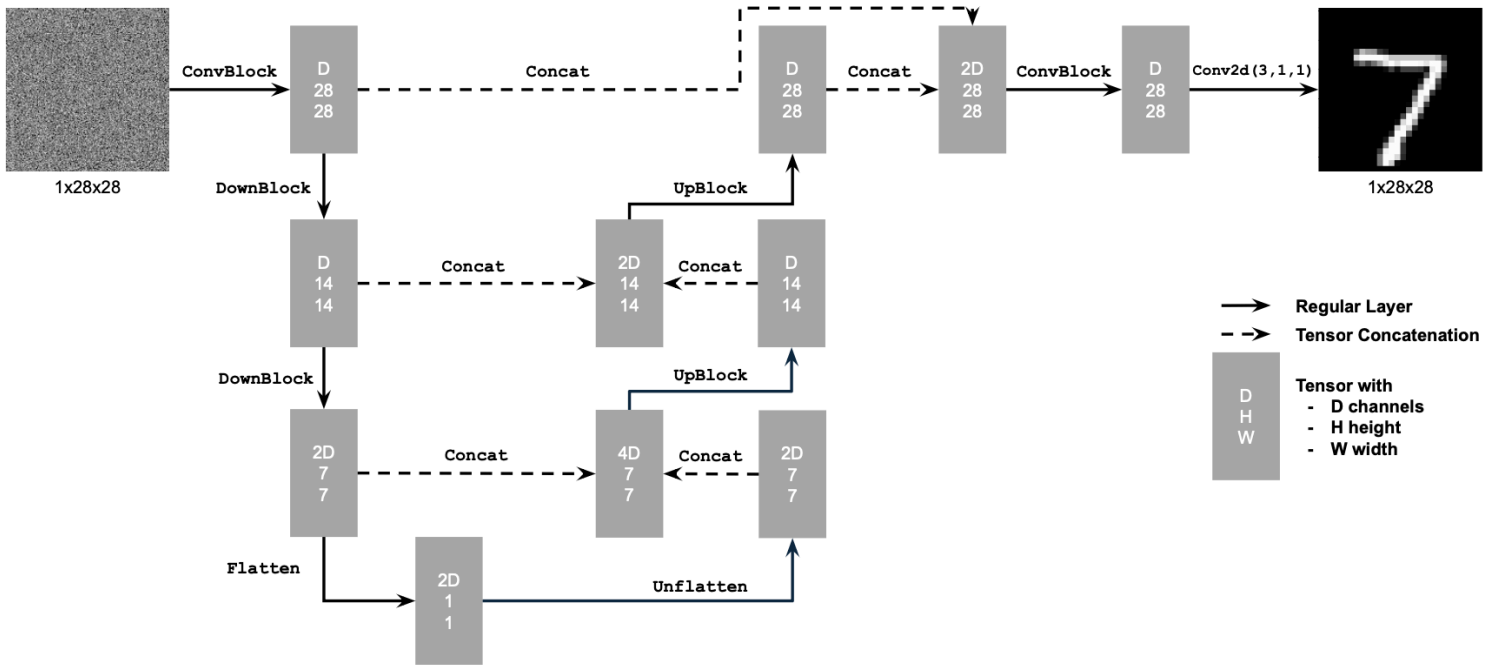 ConvBlock
D
28
28
Concat
D
28
28
Concat
2D
28
28
ConvBlock
D
28
28
Conv2d(3,1,1)
1x28x28
1x28x28
DownBlock
UpBlock
D
14
14
Concat
2D
14
14
Concat
D
14
14
DownBlock
UpBlock
2D
7
7
Concat
4D
7
7
Concat
2D
7
7
Flatten
2D
1
1
Unflatten
Regular Layer
Tensor Concatenation
D
H
W
Tensor with
- D channels
- H height
- W width
7